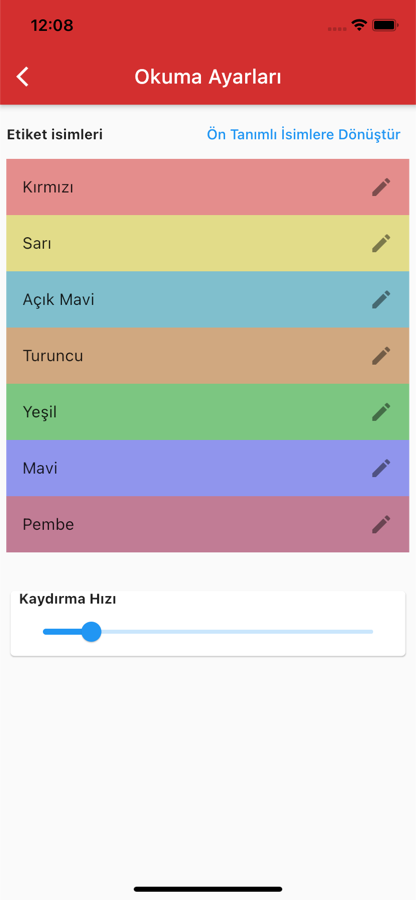 12:08
Okuma Ayarları
Etiket isimleri
Ön Tanımlı İsimlere Dönüştür
Kırmızı
Sarı
Açık Mavi
Turuncu
Yeşil
Mavi
Pembe
Kaydırma Hızı